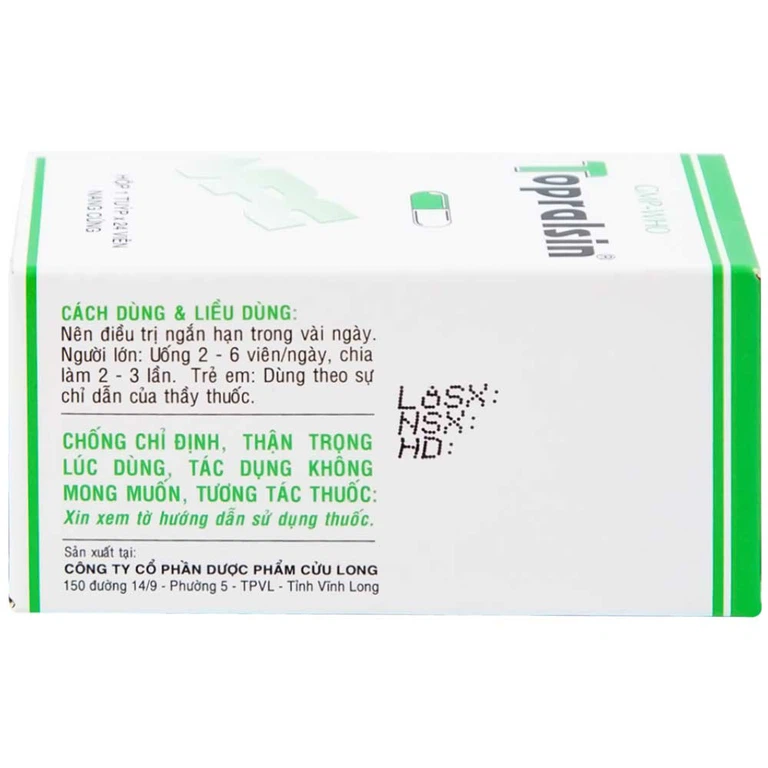 GMP-WHO
Topralsin®
HỘP 1 TUÝP x 24 VIÊN
NANG CỨNG
CÁCH DÙNG & LIỀU DÙNG:
Nên điều trị ngắn hạn trong vài ngày.
Người lớn: Uống 2 - 6 viên/ngày, chia
làm 2 - 3 lần. Trẻ em: Dùng theo sự
chỉ dẫn của thầy thuốc.
CHỐNG CHỈ ĐỊNH, THẬN TRỌNG
LÚC DÙNG, TÁC DỤNG KHÔNG
MONG MUỐN, TƯƠNG TÁC THUỐC:
Xin xem tờ hướng dẫn sử dụng thuốc.
Sản xuất tại:
CÔNG TY CỔ PHẦN DƯỢC PHẨM CỬU LONG
150 đường 14/9 - Phường 5 - TPVL - Tỉnh Vĩnh Long
LôSX:
NSX:
HD: